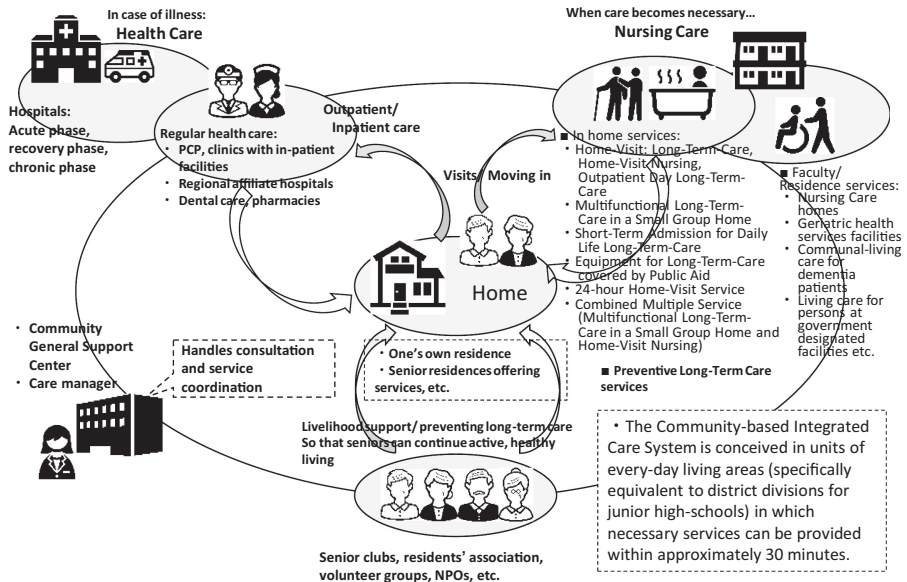 In case of illness:
Health Care
Hospitals:
Acute phase,
recovery phase,
chronic phase
Regular health care:
・ PCP, clinics with in-patient
facilities
・ Regional affiliate hospitals
・ Dental care, pharmacies
Outpatient/
Inpatient care
When care becomes necessary…
Nursing Care
■ In home services:
・ Home-Visit: Long-Term-Care,
Home-Visit Nursing,
Outpatient Day Long-Term-
Care
・ Multifunctional Long-Term-
Care in a Small Group Home
・ Short-Term Admission for Daily
Life Long-Term-Care
・ Equipment for Long-Term-Care
covered by Public Aid
・ 24-hour Home-Visit Service
・ Combined Multiple Service
(Multifunctional Long-Term-
Care in a Small Group Home and
Home-Visit Nursing)
■ Preventive Long-Term Care
services
■ Faculty/
Residence services:
・ Nursing Care
homes
・ Geriatric health
services facilities
・ Communal-living
care for
dementia
patients
・ Living care for
persons at
government
designated
facilities etc.
Visits/ Moving in
Home
・ One's own residence
・ Senior residences offering
services, etc.
・ Community
General Support
Center
・ Care manager
Handles consultation
and service
coordination
Livelihood support/ preventing long-term care
So that seniors can continue active, healthy
living
Senior clubs, residents' association,
volunteer groups, NPOs, etc.
・ The Community-based Integrated
Care System is conceived in units of
every-day living areas (specifically
equivalent to district divisions for
junior high-schools) in which
necessary services can be provided
within approximately 30 minutes.